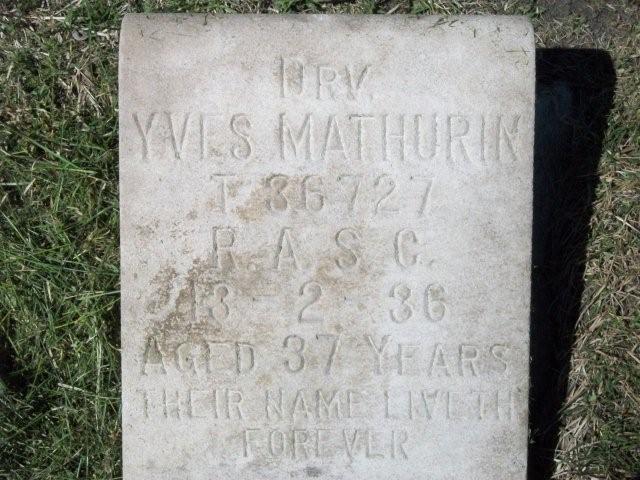 DRV.
YVES MATHURIN
T 36727
R.A.S.C.
13-2-36
AGED 37 YEARS
THEIR NAME LIVETH
FOREVER